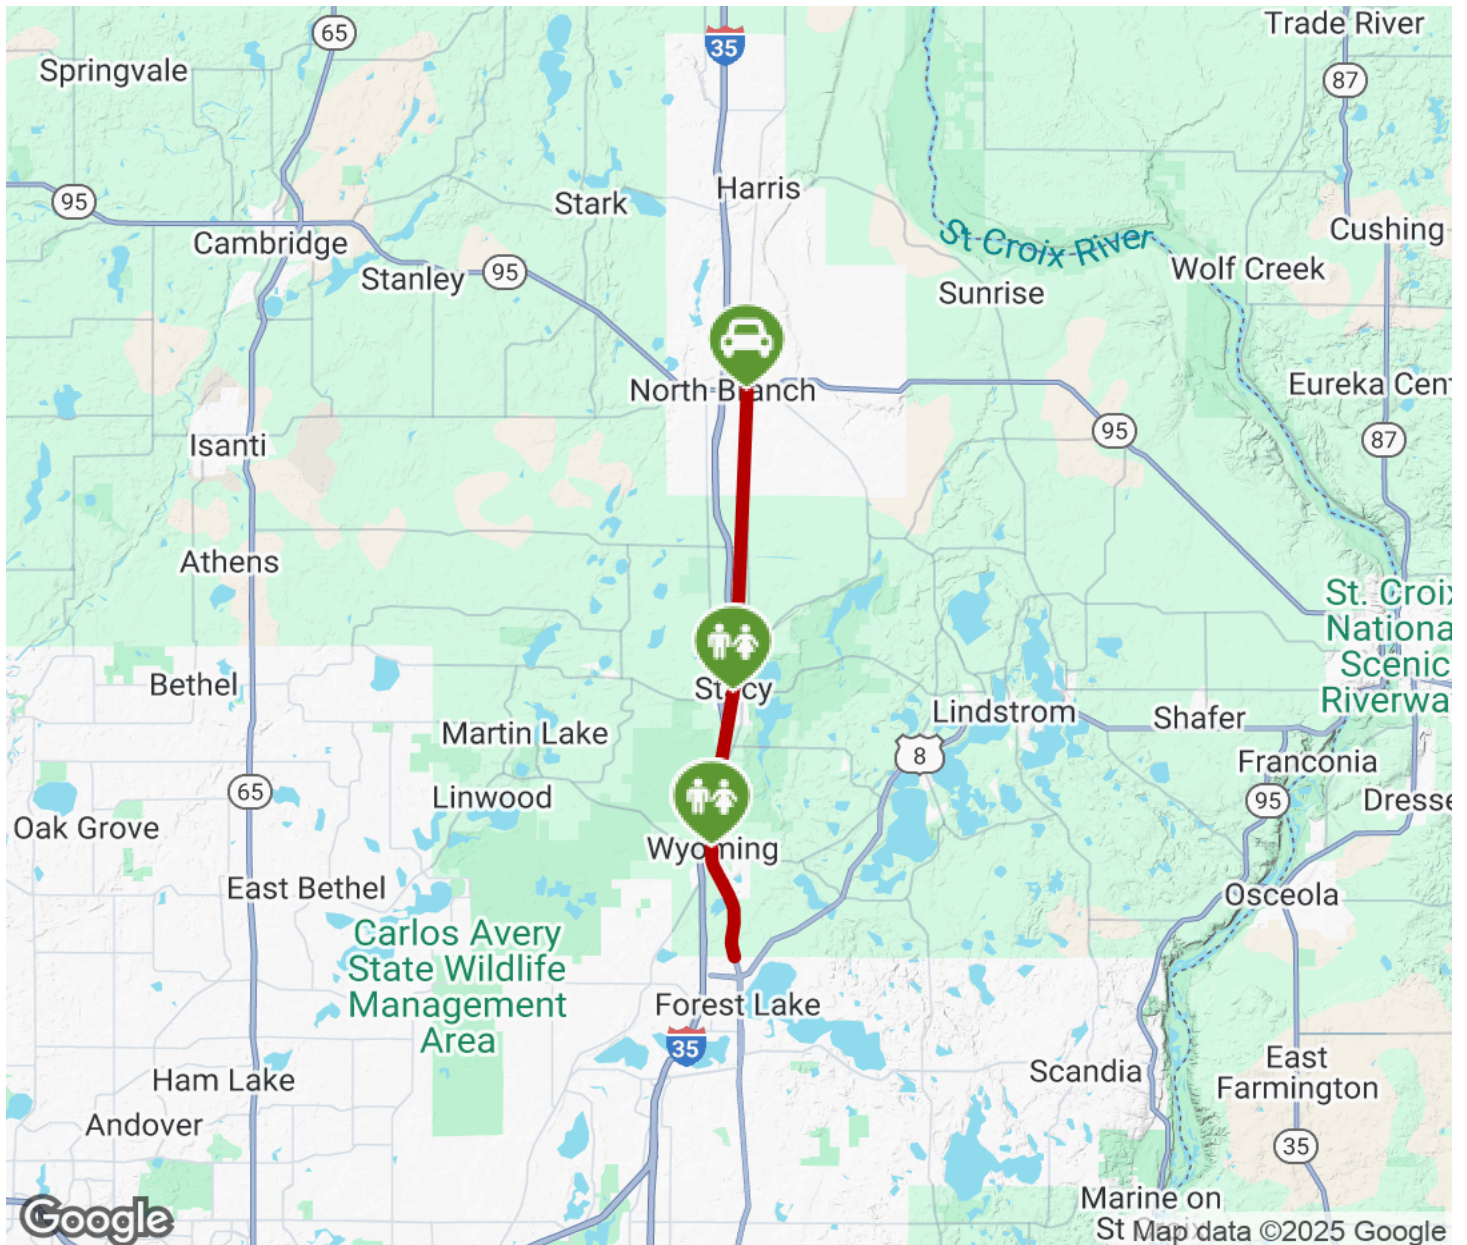 Trade River
65
35
Springvale
87
Stark
Harris
95
Cushing
Cambridge
St Croix River
Stanley
95
Wolf Creek
Sunrise
North Branch
Eureka Cen
95
87
Isanti
Athens
St. Croix
Nationa
Scenic
Riverwa
Bethel
Stacy
Lindstrom
Shafer
Martin Lake
8
Franconia
65
Linwood
95
Dresse
Oak Grove
Wyoming
East Bethel
Osceola
Carlos Avery
State Wildlife
Management
Area
Forest Lake
35
Scandia
East
Farmington
Ham Lake
Andover
35
Marine on
St Croix
Google
Map data ©2025 Google